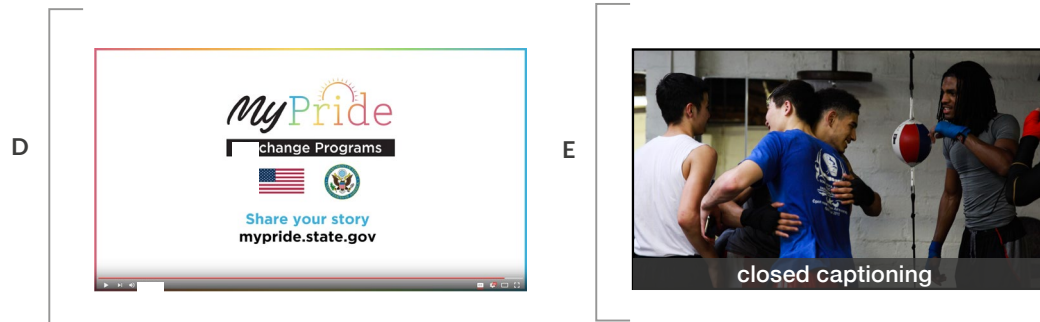 D
MyPride
change Programs
Share your story
mypride.state.gov
E
closed captioning